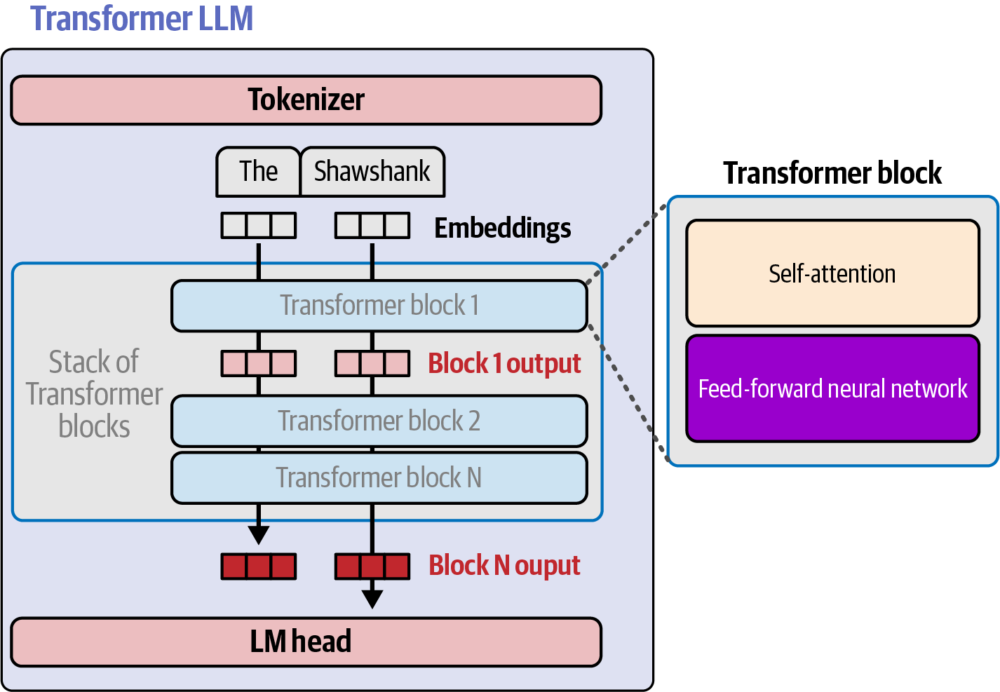 Transformer LLM
Tokenizer
The
Shawshank
Embeddings
Transformer block 1
Block 1 output
Stack of
Transformer
blocks
Transformer block 2
Transformer block N
Block N ouput
LM head
Transformer block
Self-attention
Feed-forward neural network